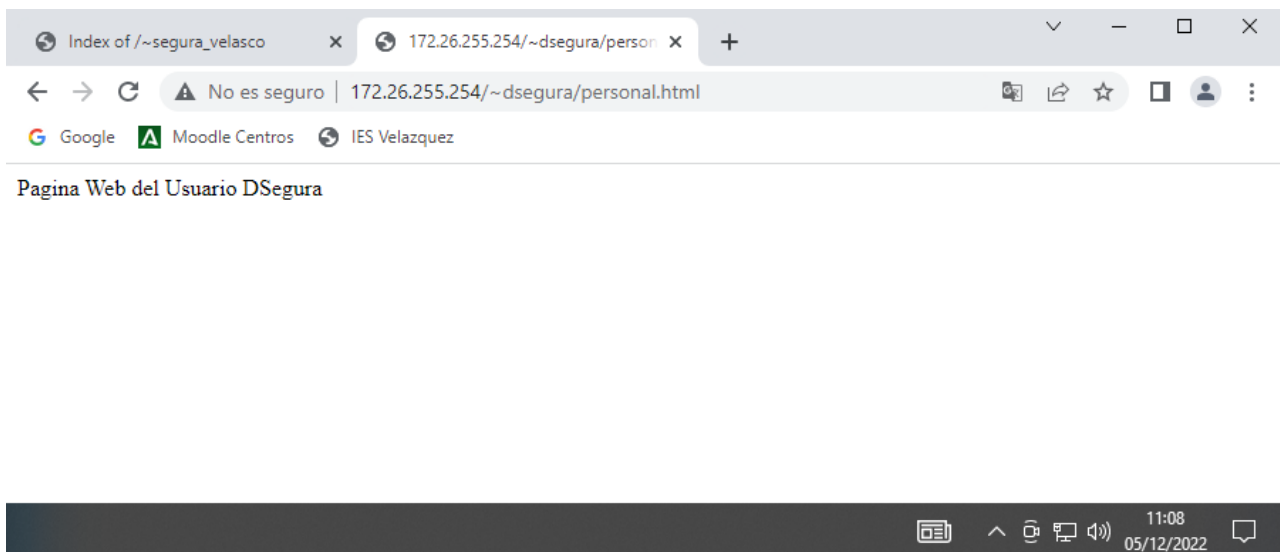 Index of /~segura_velasco
172.26.255.254/~dsegura/person
No es seguro | 172.26.255.254/~dsegura/personal.html
Google Moodle Centros IES Velazquez
Pagina Web del Usuario DSegura
11:08
05/12/2022